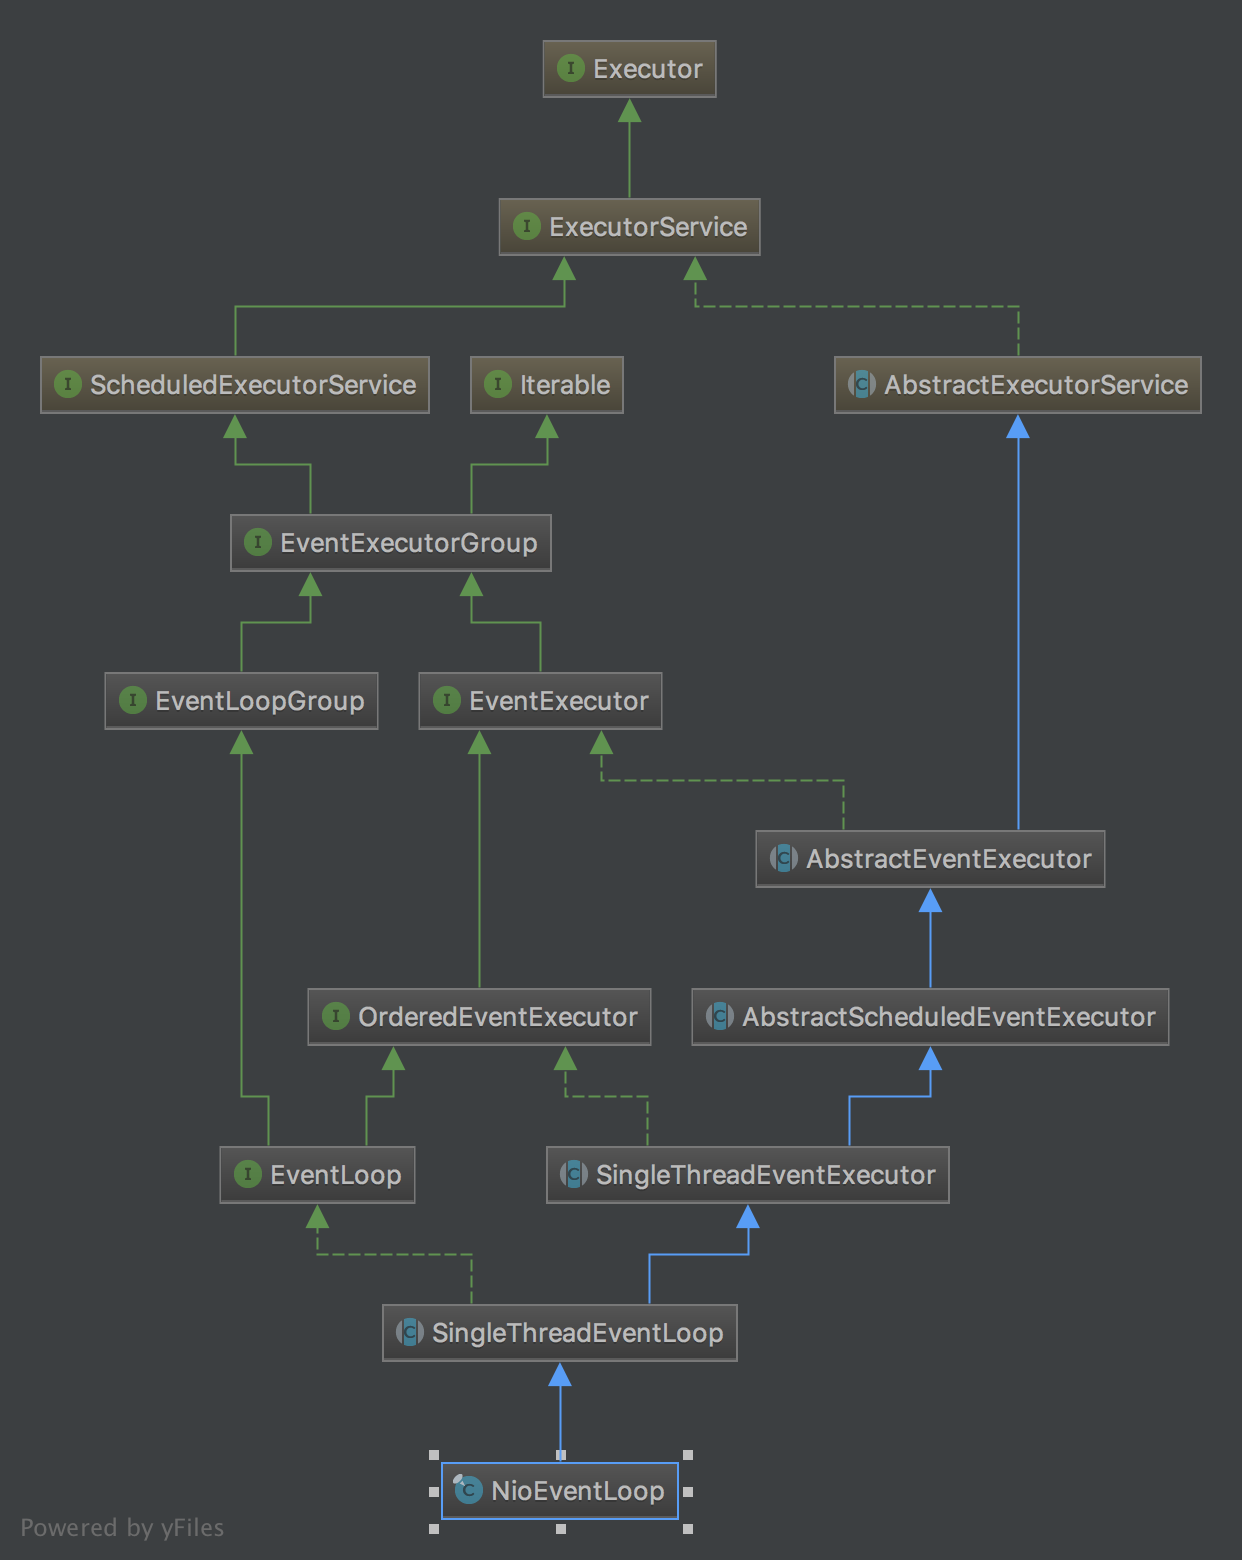 I Executor
I ExecutorService
I ScheduledExecutorService
I Iterable
C AbstractExecutorService
I EventExecutorGroup
I EventLoopGroup
I EventExecutor
C AbstractEventExecutor
I OrderedEventExecutor
C AbstractScheduledEventExecutor
I EventLoop
C SingleThreadEventExecutor
C SingleThreadEventLoop
C NioEventLoop
Powered by yFiles